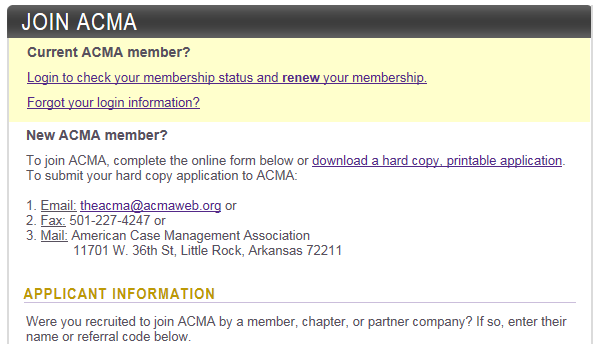 JOIN ACMA
Current ACMA member?
Login to check your membership status and renew your membership.
Forgot your login information?
New ACMA member?
To join ACMA, complete the online form below or download a hard copy, printable application.
To submit your hard copy application to ACMA:
1. Email: theacma@acmaweb.org or
2. Fax: 501-227-4247 or
3. Mail: American Case Management Association
11701 W. 36th St, Little Rock, Arkansas 72211
APPLICANT INFORMATION
Were you recruited to join ACMA by a member, chapter, or partner company? If so, enter their
name or referral code below.